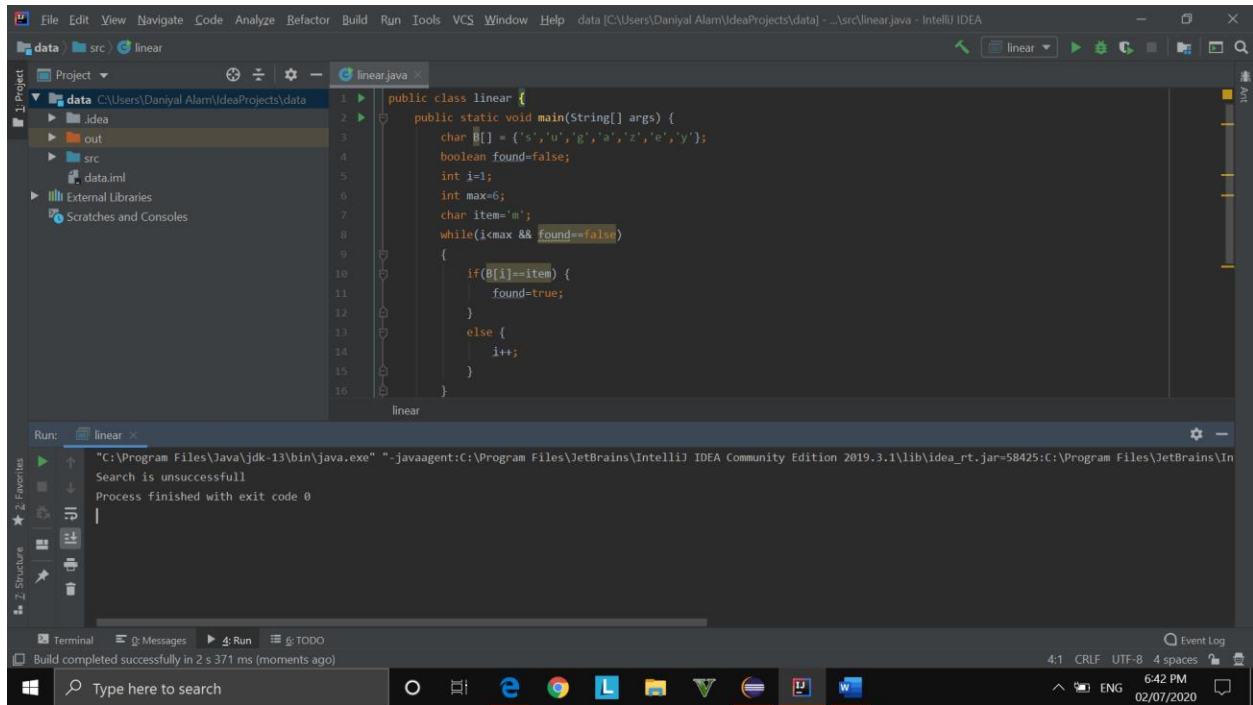 File Edit View Navigate Code Analyze Refactor Build Run Tools VCS Window Help data [C:\Users\Daniyal Alam\IdeaProjects\data] - ...\src\linear.java - IntelliJ IDEA
data src linear linear
1: Project
Project
linear.java
Ant
data C:\Users\Daniyal Alam\IdeaProjects\data
.idea
out
src
data.iml
External Libraries
Scratches and Consoles
1 public class linear {
2 public static void main(String[] args) {
3 char B[] = {'s','u','g','a','z','e','y'};
4 boolean found=false;
5 int i=1;
6 int max=6;
7 char item='m';
8 while(i<max && found==false)
9 {
10 if(B[i]==item) {
11 found=true;
12 }
13 else {
14 i++;
15 }
16 }
linear
Run: linear
"C:\Program Files\Java\jdk-13\bin\java.exe" "-javaagent:C:\Program Files\JetBrains\IntelliJ IDEA Community Edition 2019.3.1\lib\idea_rt.jar=58425:C:\Program Files\JetBrains\In
Search is unsuccessfull
Process finished with exit code 0
2: Favorites
Z: Structure
Terminal 0: Messages 4: Run 6: TODO Event Log
Build completed successfully in 2 s 371 ms (moments ago) 4:1 CRLF UTF-8 4 spaces
Type here to search
L
W
ENG
6:42 PM
02/07/2020